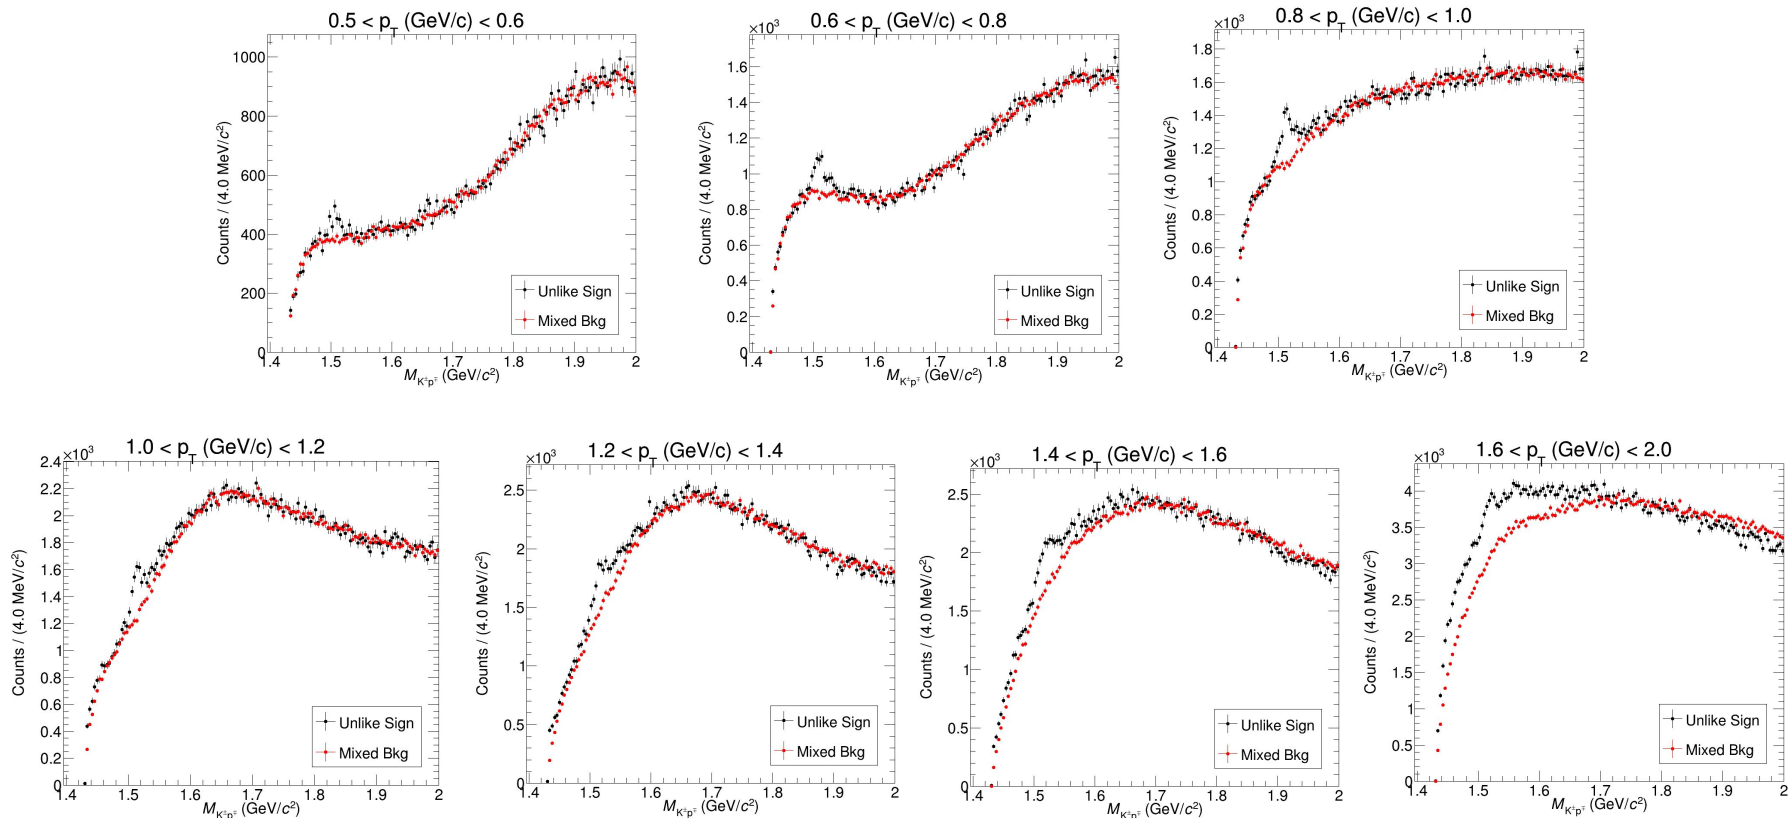 0.5 < p_T (GeV/c) < 0.6
Counts / (4.0 MeV/c²)
1000
800
600
400
200
0
Unlike Sign
Mixed Bkg
1.4 1.5 1.6 1.7 1.8 1.9 2
M_K±p∓ (GeV/c²)
0.6 < p_T (GeV/c) < 0.8
×10³
Counts / (4.0 MeV/c²)
1.6
1.4
1.2
1
0.8
0.6
0.4
0.2
0
Unlike Sign
Mixed Bkg
1.4 1.5 1.6 1.7 1.8 1.9 2
M_K±p∓ (GeV/c²)
0.8 < p_T (GeV/c) < 1.0
×10³
Counts / (4.0 MeV/c²)
1.8
1.6
1.4
1.2
1
0.8
0.6
0.4
0.2
0
Unlike Sign
Mixed Bkg
1.4 1.5 1.6 1.7 1.8 1.9 2
M_K±p∓ (GeV/c²)
1.0 < p_T (GeV/c) < 1.2
×10³
Counts / (4.0 MeV/c²)
2.4
2.2
2
1.8
1.6
1.4
1.2
1
0.8
0.6
0.4
0.2
0
Unlike Sign
Mixed Bkg
1.4 1.5 1.6 1.7 1.8 1.9 2
M_K±p∓ (GeV/c²)
1.2 < p_T (GeV/c) < 1.4
×10³
Counts / (4.0 MeV/c²)
2.5
2
1.5
1
0.5
0
Unlike Sign
Mixed Bkg
1.4 1.5 1.6 1.7 1.8 1.9 2
M_K±p∓ (GeV/c²)
1.4 < p_T (GeV/c) < 1.6
×10³
Counts / (4.0 MeV/c²)
2.5
2
1.5
1
0.5
0
Unlike Sign
Mixed Bkg
1.4 1.5 1.6 1.7 1.8 1.9 2
M_K±p∓ (GeV/c²)
1.6 < p_T (GeV/c) < 2.0
×10³
Counts / (4.0 MeV/c²)
4
3.5
3
2.5
2
1.5
1
0.5
0
Unlike Sign
Mixed Bkg
1.4 1.5 1.6 1.7 1.8 1.9 2
M_K±p∓ (GeV/c²)